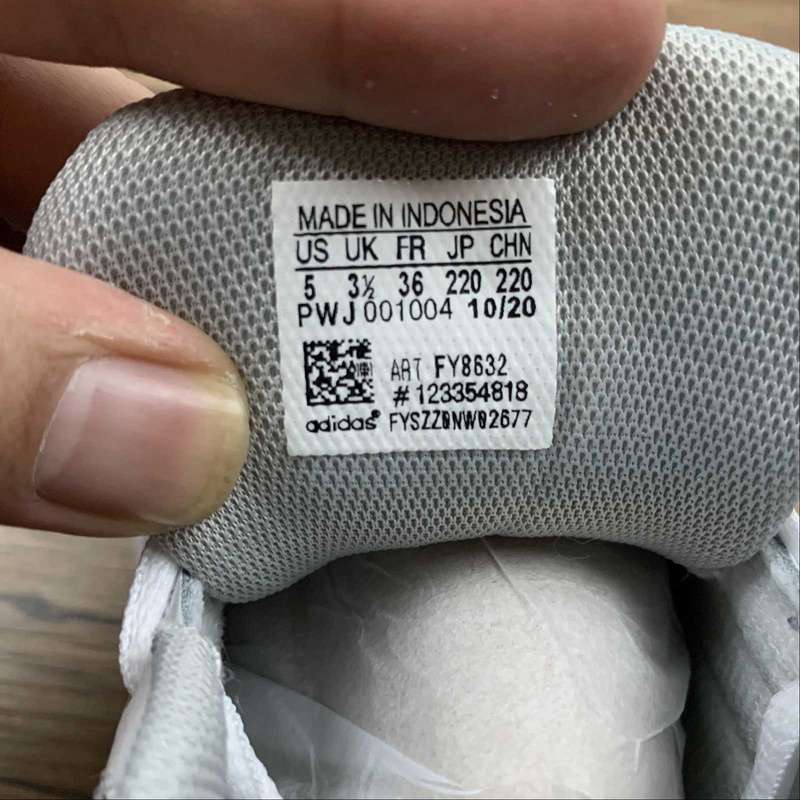 MADE IN INDONESIA
US UK FR JP CHN
5 3½ 36 220 220
PWJ 001004 10/20
ART FY8632
# 123354818
adidas® FYSZZ0NW02677